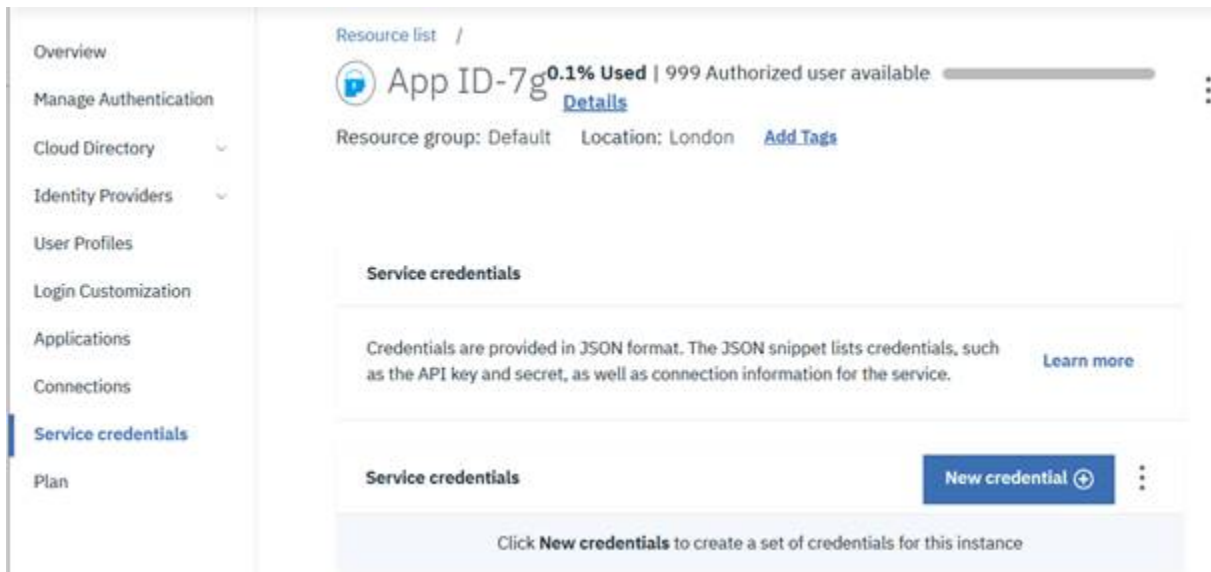 Overview
Manage Authentication
Cloud Directory
Identity Providers
User Profiles
Login Customization
Applications
Connections
Service credentials
Plan
Resource list /
App ID-7g 0.1% Used | 999 Authorized user available
Details
Resource group: Default Location: London Add Tags
Service credentials
Credentials are provided in JSON format. The JSON snippet lists credentials, such
as the API key and secret, as well as connection information for the service.
Learn more
Service credentials
New credential
Click New credentials to create a set of credentials for this instance